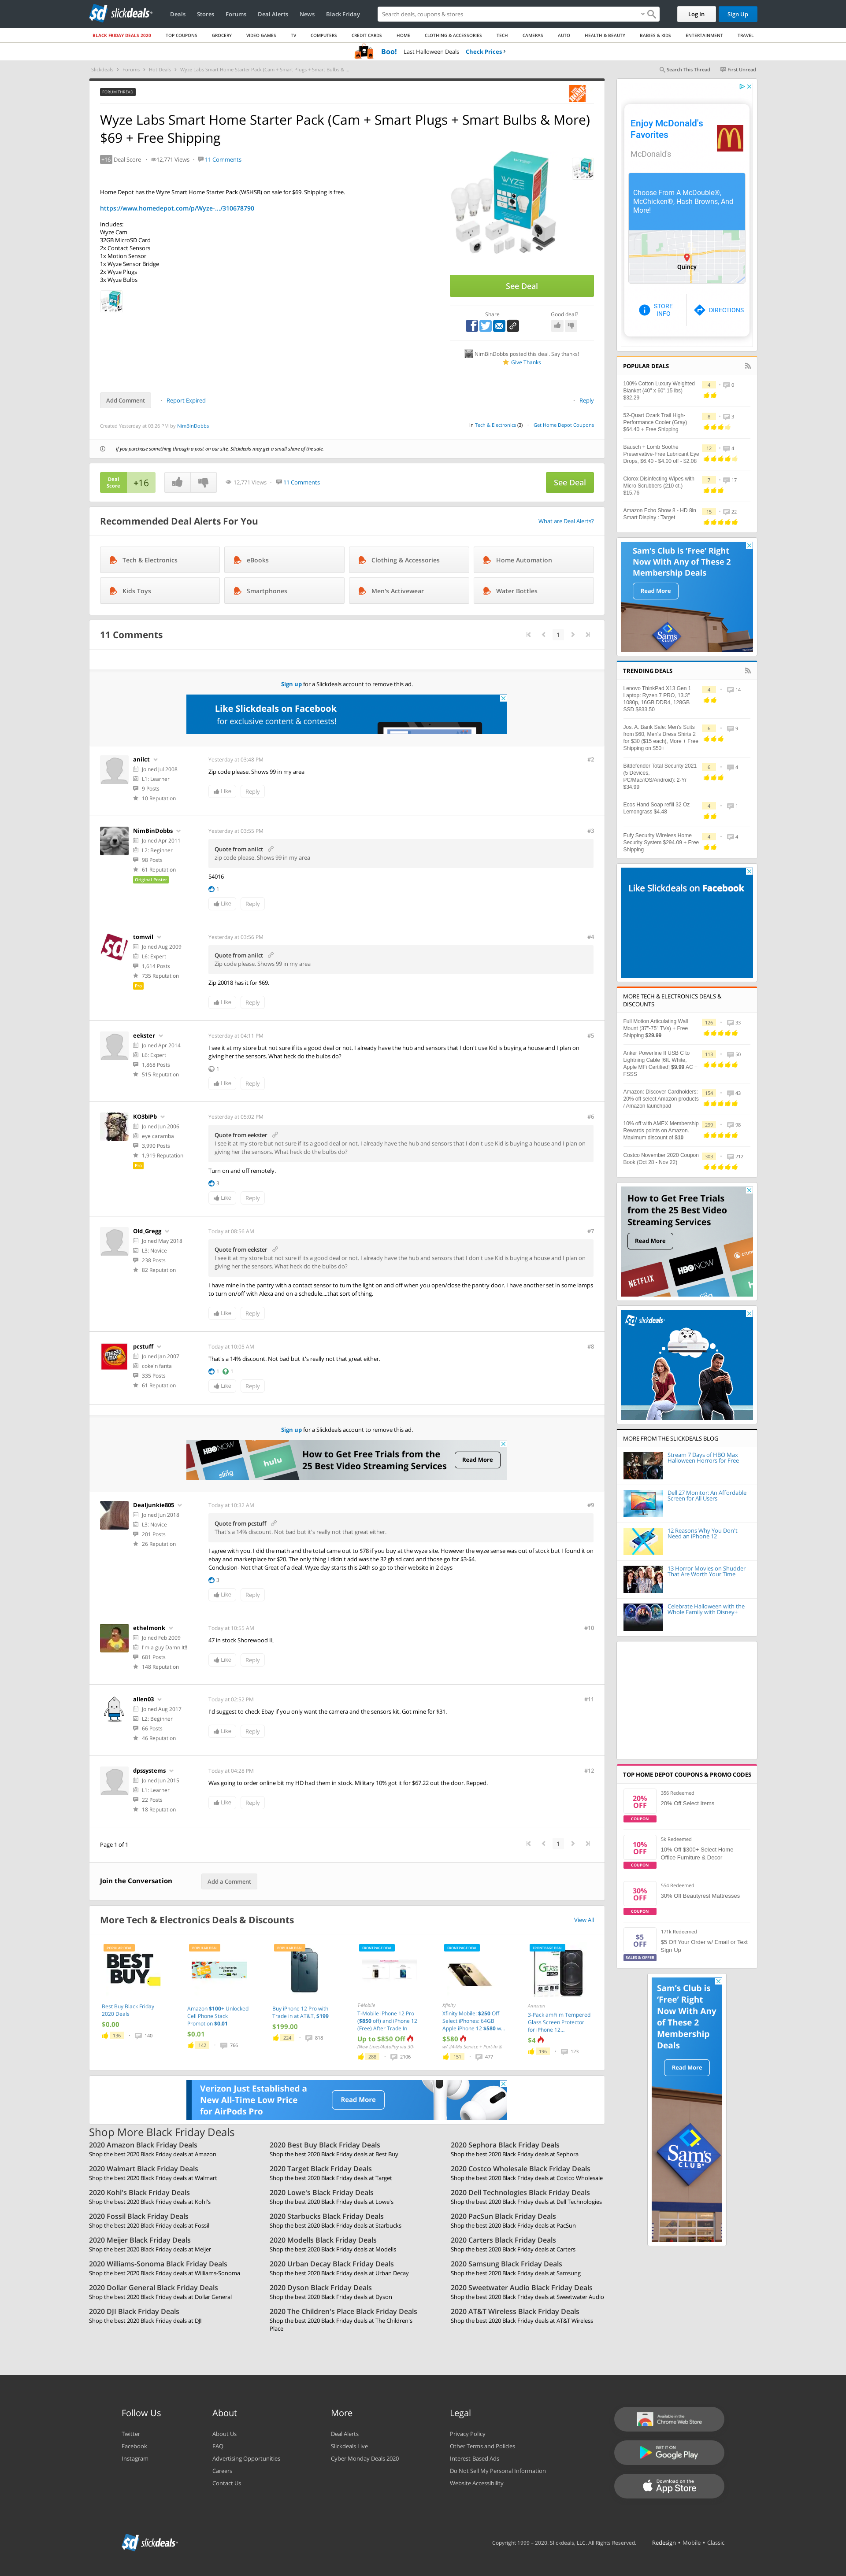 slickdeals
Deals Stores Forums Deal Alerts News Black Friday
Search deals, coupons & stores
Log In Sign Up
BLACK FRIDAY DEALS 2020 TOP COUPONS GROCERY VIDEO GAMES TV COMPUTERS CREDIT CARDS HOME CLOTHING & ACCESSORIES TECH CAMERAS AUTO HEALTH & BEAUTY BABIES & KIDS ENTERTAINMENT TRAVEL
Boo! Last Halloween Deals Check Prices
Slickdeals Forums Hot Deals Wyze Labs Smart Home Starter Pack (Cam + Smart Plugs + Smart Bulbs & ...
Search This Thread First Unread
FORUM THREAD
Wyze Labs Smart Home Starter Pack (Cam + Smart Plugs + Smart Bulbs & More)
$69 + Free Shipping
+16 Deal Score 12,771 Views 11 Comments
Home Depot has the Wyze Smart Home Starter Pack (WSHSB) on sale for $69. Shipping is free.
https://www.homedepot.com/p/Wyze-.../310678790
Includes:
Wyze Cam
32GB MicroSD Card
2x Contact Sensors
1x Motion Sensor
1x Wyze Sensor Bridge
2x Wyze Plugs
3x Wyze Bulbs
See Deal
Share Good deal?
NimBinDobbs posted this deal. Say thanks!
Give Thanks
Add Comment Report Expired Reply
Created Yesterday at 03:26 PM by NimBinDobbs
in Tech & Electronics (3) Get Home Depot Coupons
If you purchase something through a post on our site, Slickdeals may get a small share of the sale.
Deal Score +16 12,771 Views 11 Comments See Deal
Recommended Deal Alerts For You
What are Deal Alerts?
Tech & Electronics eBooks Clothing & Accessories Home Automation
Kids Toys Smartphones Men's Activewear Water Bottles
11 Comments
1
Sign up for a Slickdeals account to remove this ad.
Like Slickdeals on Facebook
for exclusive content & contests!
anilct
Joined Jul 2008
L1: Learner
9 Posts
10 Reputation
Yesterday at 03:48 PM #2
Zip code please. Shows 99 in my area
Like Reply
NimBinDobbs
Joined Apr 2011
L2: Beginner
98 Posts
61 Reputation
Original Poster
Yesterday at 03:55 PM #3
Quote from anilct
zip code please. Shows 99 in my area
54016
1
Like Reply
tomwil
Joined Aug 2009
L6: Expert
1,614 Posts
735 Reputation
Pro
Yesterday at 03:56 PM #4
Quote from anilct
Zip code please. Shows 99 in my area
Zip 20018 has it for $69.
Like Reply
eekster
Joined Apr 2014
L6: Expert
1,868 Posts
515 Reputation
Yesterday at 04:11 PM #5
I see it at my store but not sure if its a good deal or not. I already have the hub and sensors that I don't use Kid is buying a house and I plan on
giving her the sensors. What heck do the bulbs do?
1
Like Reply
KO3bIPb
Joined Jun 2006
eye caramba
3,990 Posts
1,919 Reputation
Pro
Yesterday at 05:02 PM #6
Quote from eekster
I see it at my store but not sure if its a good deal or not. I already have the hub and sensors that I don't use Kid is buying a house and I plan on
giving her the sensors. What heck do the bulbs do?
Turn on and off remotely.
3
Like Reply
Old_Gregg
Joined May 2018
L3: Novice
238 Posts
82 Reputation
Today at 08:56 AM #7
Quote from eekster
I see it at my store but not sure if its a good deal or not. I already have the hub and sensors that I don't use Kid is buying a house and I plan on
giving her the sensors. What heck do the bulbs do?
I have mine in the pantry with a contact sensor to turn the light on and off when you open/close the pantry door. I have another set in some lamps
to turn on/off with Alexa and on a schedule....that sort of thing.
Like Reply
pcstuff
Joined Jan 2007
coke'n fanta
335 Posts
61 Reputation
Today at 10:05 AM #8
That's a 14% discount. Not bad but it's really not that great either.
1 1
Like Reply
Sign up for a Slickdeals account to remove this ad.
HBO NOW sling hulu
How to Get Free Trials from the
25 Best Video Streaming Services
Read More
Dealjunkie805
Joined Jun 2018
L3: Novice
201 Posts
26 Reputation
Today at 10:32 AM #9
Quote from pcstuff
That's a 14% discount. Not bad but it's really not that great either.
I agree with you. I did the math and the total came out to $78 if you buy at the wyze site. However the wyze sense was out of stock but I found it on
ebay and marketplace for $20. The only thing I didn't add was the 32 gb sd card and those go for $3-$4.
Conclusion- Not that Great of a deal. Wyze day starts this 24th so go to their website in 2 days
3
Like Reply
ethelmonk
Joined Feb 2009
I'm a guy Damn It!!
681 Posts
148 Reputation
Today at 10:55 AM #10
47 in stock Shorewood IL
Like Reply
allen03
Joined Aug 2017
L2: Beginner
66 Posts
46 Reputation
Today at 02:52 PM #11
I'd suggest to check Ebay if you only want the camera and the sensors kit. Got mine for $31.
Like Reply
dpssystems
Joined Jun 2015
L1: Learner
22 Posts
18 Reputation
Today at 04:28 PM #12
Was going to order online bit my HD had them in stock. Military 10% got it for $67.22 out the door. Repped.
Like Reply
Page 1 of 1 1
Join the Conversation Add a Comment
More Tech & Electronics Deals & Discounts
View All
POPULAR DEAL
BEST BUY
Best Buy Black Friday
2020 Deals
$0.00
136 140
POPULAR DEAL
Amazon $100+ Unlocked
Cell Phone Stack
Promotion $0.01
$0.01
142 766
POPULAR DEAL
Buy iPhone 12 Pro with
Trade in at AT&T, $199
$199.00
224 818
FRONTPAGE DEAL
T-Mobile
T-Mobile iPhone 12 Pro
($850 off) and iPhone 12
(Free) After Trade In
Up to $850 Off
288 2106
FRONTPAGE DEAL
Xfinity
Xfinity Mobile: $250 Off
Select iPhones: 64GB
Apple iPhone 12 $580 w...
$580
w/ 24-Mo Service + Port-in &
151 477
FRONTPAGE DEAL
Amazon
3-Pack amFilm Tempered
Glass Screen Protector
for iPhone 12...
$4
196 123
Verizon Just Established a
New All-Time Low Price
for AirPods Pro
Read More
Shop More Black Friday Deals
2020 Amazon Black Friday Deals
Shop the best 2020 Black Friday deals at Amazon
2020 Best Buy Black Friday Deals
Shop the best 2020 Black Friday deals at Best Buy
2020 Sephora Black Friday Deals
Shop the best 2020 Black Friday deals at Sephora
2020 Walmart Black Friday Deals
Shop the best 2020 Black Friday deals at Walmart
2020 Target Black Friday Deals
Shop the best 2020 Black Friday deals at Target
2020 Costco Wholesale Black Friday Deals
Shop the best 2020 Black Friday deals at Costco Wholesale
2020 Kohl's Black Friday Deals
Shop the best 2020 Black Friday deals at Kohl's
2020 Lowe's Black Friday Deals
Shop the best 2020 Black Friday deals at Lowe's
2020 Dell Technologies Black Friday Deals
Shop the best 2020 Black Friday deals at Dell Technologies
2020 Fossil Black Friday Deals
Shop the best 2020 Black Friday deals at Fossil
2020 Starbucks Black Friday Deals
Shop the best 2020 Black Friday deals at Starbucks
2020 PacSun Black Friday Deals
Shop the best 2020 Black Friday deals at PacSun
2020 Meijer Black Friday Deals
Shop the best 2020 Black Friday deals at Meijer
2020 Modells Black Friday Deals
Shop the best 2020 Black Friday deals at Modells
2020 Carters Black Friday Deals
Shop the best 2020 Black Friday deals at Carters
2020 Williams-Sonoma Black Friday Deals
Shop the best 2020 Black Friday deals at Williams-Sonoma
2020 Urban Decay Black Friday Deals
Shop the best 2020 Black Friday deals at Urban Decay
2020 Samsung Black Friday Deals
Shop the best 2020 Black Friday deals at Samsung
2020 Dollar General Black Friday Deals
Shop the best 2020 Black Friday deals at Dollar General
2020 Dyson Black Friday Deals
Shop the best 2020 Black Friday deals at Dyson
2020 Sweetwater Audio Black Friday Deals
Shop the best 2020 Black Friday deals at Sweetwater Audio
2020 DJI Black Friday Deals
Shop the best 2020 Black Friday deals at DJI
2020 The Children's Place Black Friday Deals
Shop the best 2020 Black Friday deals at The Children's
Place
2020 AT&T Wireless Black Friday Deals
Shop the best 2020 Black Friday deals at AT&T Wireless
Enjoy McDonald's
Favorites
McDonald's
Choose From A McDouble®,
McChicken®, Hash Browns, And
More!
Quincy
STORE INFO DIRECTIONS
POPULAR DEALS
100% Cotton Luxury Weighted
Blanket (40" x 60",15 lbs)
$32.29
4 0
52-Quart Ozark Trail High-
Performance Cooler (Gray)
$64.40 + Free Shipping
8 3
Bausch + Lomb Soothe
Preservative-Free Lubricant Eye
Drops, $6.40 - $4.00 off - $2.08
12 4
Clorox Disinfecting Wipes with
Micro Scrubbers (210 ct.)
$15.76
7 17
Amazon Echo Show 8 - HD 8in
Smart Display : Target
15 22
Sam's Club is 'Free' Right
Now With Any of These 2
Membership Deals
Read More
Sam's
TRENDING DEALS
Lenovo ThinkPad X13 Gen 1
Laptop: Ryzen 7 PRO, 13.3"
1080p, 16GB DDR4, 128GB
SSD $833.50
4 14
Jos. A. Bank Sale: Men's Suits
from $60, Men's Dress Shirts 2
for $30 ($15 each), More + Free
Shipping on $50+
6 9
Bitdefender Total Security 2021
(5 Devices,
PC/Mac/iOS/Android): 2-Yr
$34.99
6 4
Ecos Hand Soap refill 32 Oz
Lemongrass $4.48
4 1
Eufy Security Wireless Home
Security System $294.09 + Free
Shipping
4 4
Like Slickdeals on Facebook
MORE TECH & ELECTRONICS DEALS &
DISCOUNTS
Full Motion Articulating Wall
Mount (37"-75" TVs) + Free
Shipping $29.99
126 33
Anker Powerline II USB C to
Lightning Cable [6ft, White,
Apple MFi Certified] $9.99 AC +
FSSS
113 50
Amazon: Discover Cardholders:
20% off select Amazon products
/ Amazon launchpad
154 43
10% off with AMEX Membership
Rewards points on Amazon.
Maximum discount of $10
299 98
Costco November 2020 Coupon
Book (Oct 28 - Nov 22)
303 212
How to Get Free Trials
from the 25 Best Video
Streaming Services
Read More
NETFLIX HBO NOW hulu
slickdeals
MORE FROM THE SLICKDEALS BLOG
Stream 7 Days of HBO Max
Halloween Horrors for Free
Dell 27 Monitor: An Affordable
Screen for All Users
12 Reasons Why You Don't
Need an iPhone 12
13 Horror Movies on Shudder
That Are Worth Your Time
Celebrate Halloween with the
Whole Family with Disney+
TOP HOME DEPOT COUPONS & PROMO CODES
20% OFF COUPON
356 Redeemed
20% Off Select Items
10% OFF COUPON
5k Redeemed
10% Off $300+ Select Home
Office Furniture & Decor
30% OFF COUPON
554 Redeemed
30% Off Beautyrest Mattresses
$5 OFF SALES & OFFER
171k Redeemed
$5 Off Your Order w/ Email or Text
Sign Up
Sam's Club is
'Free' Right
Now With Any
of These 2
Membership
Deals
Read More
Sam's CLUB
Follow Us
Twitter
Facebook
Instagram
About
About Us
FAQ
Advertising Opportunities
Careers
Contact Us
More
Deal Alerts
Slickdeals Live
Cyber Monday Deals 2020
Legal
Privacy Policy
Other Terms and Policies
Interest-Based Ads
Do Not Sell My Personal Information
Website Accessibility
Available in the
Chrome Web Store
GET IT ON
Google Play
Download on the
App Store
slickdeals
Copyright 1999 – 2020. Slickdeals, LLC. All Rights Reserved. Redesign • Mobile • Classic